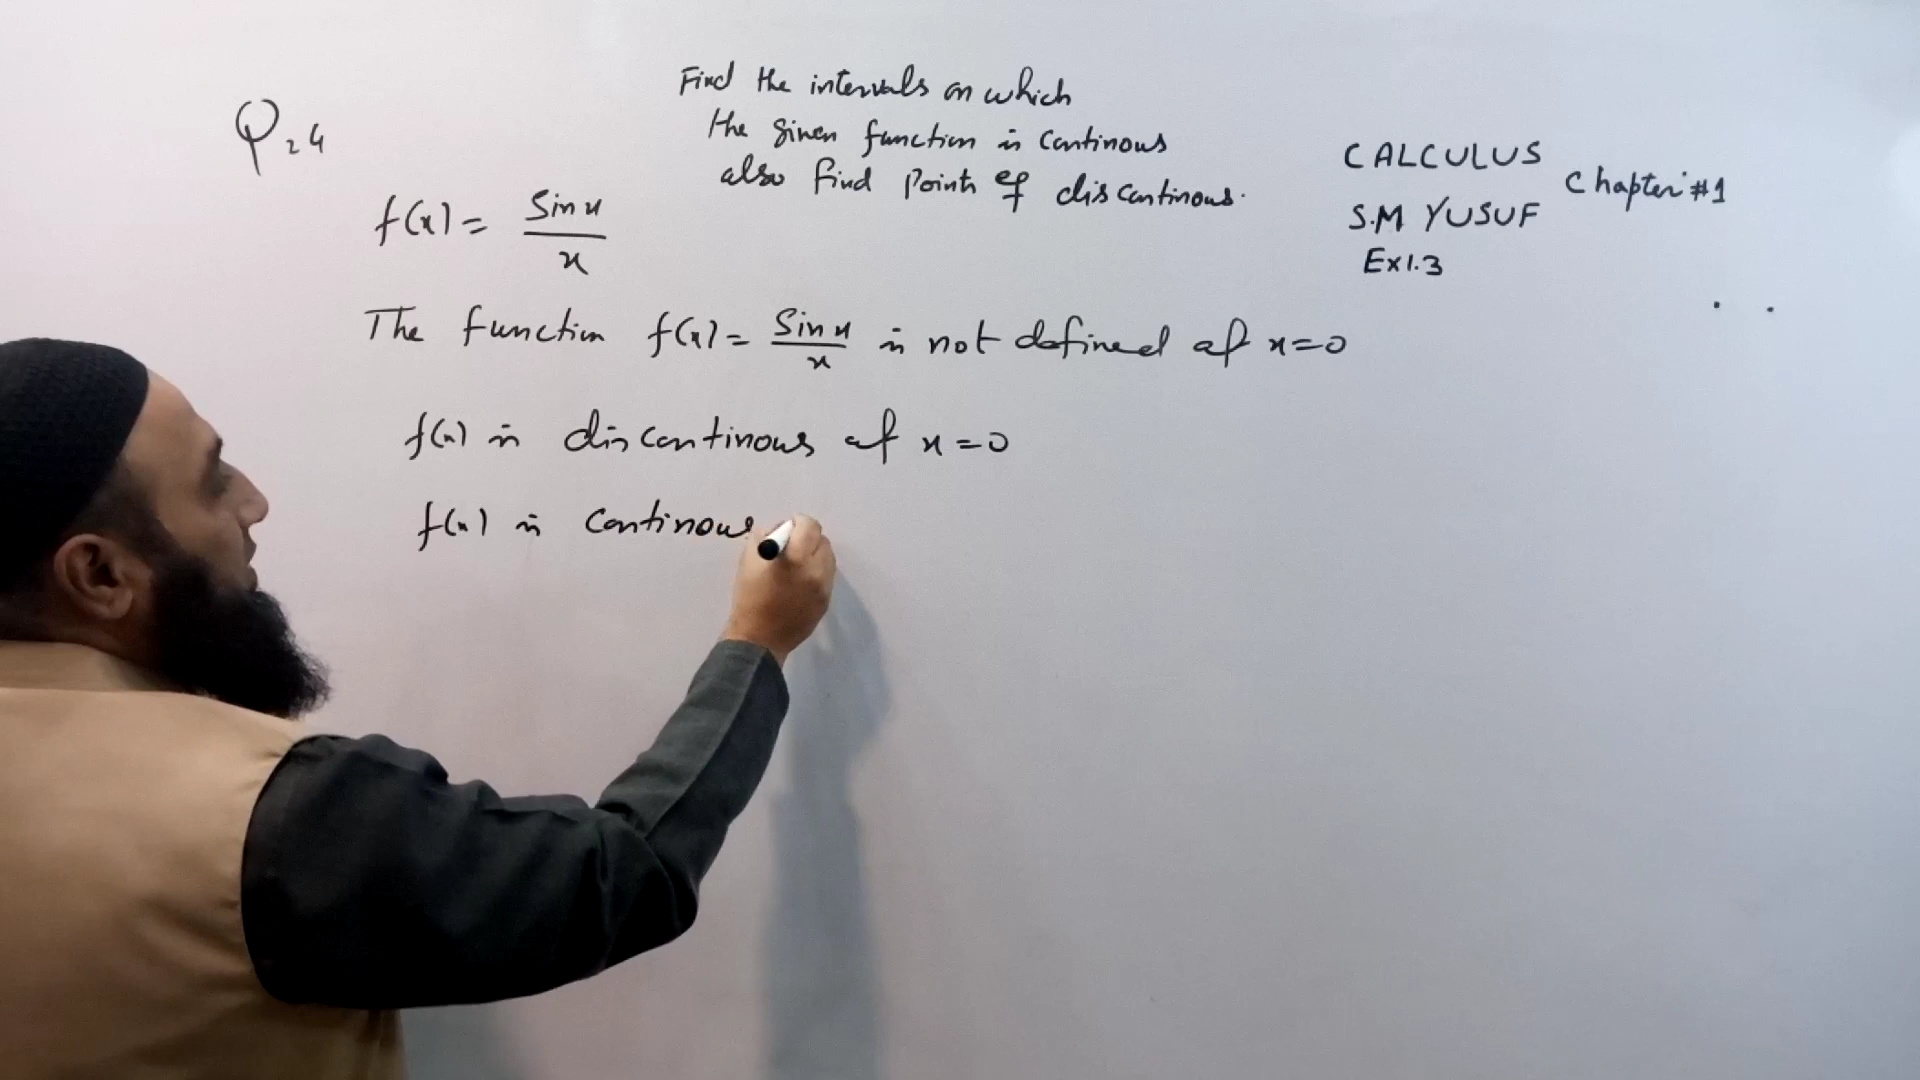 Find the intervals on which
the given function is continous
also find points of discontinous.
Q24
f(x) = Sin x / x
CALCULUS
Chapter #1
S.M YUSUF
Ex1.3
The function f(x) = Sin x / x is not defined at x=0
f(x) is discontinous at x=0
f(x) is continous